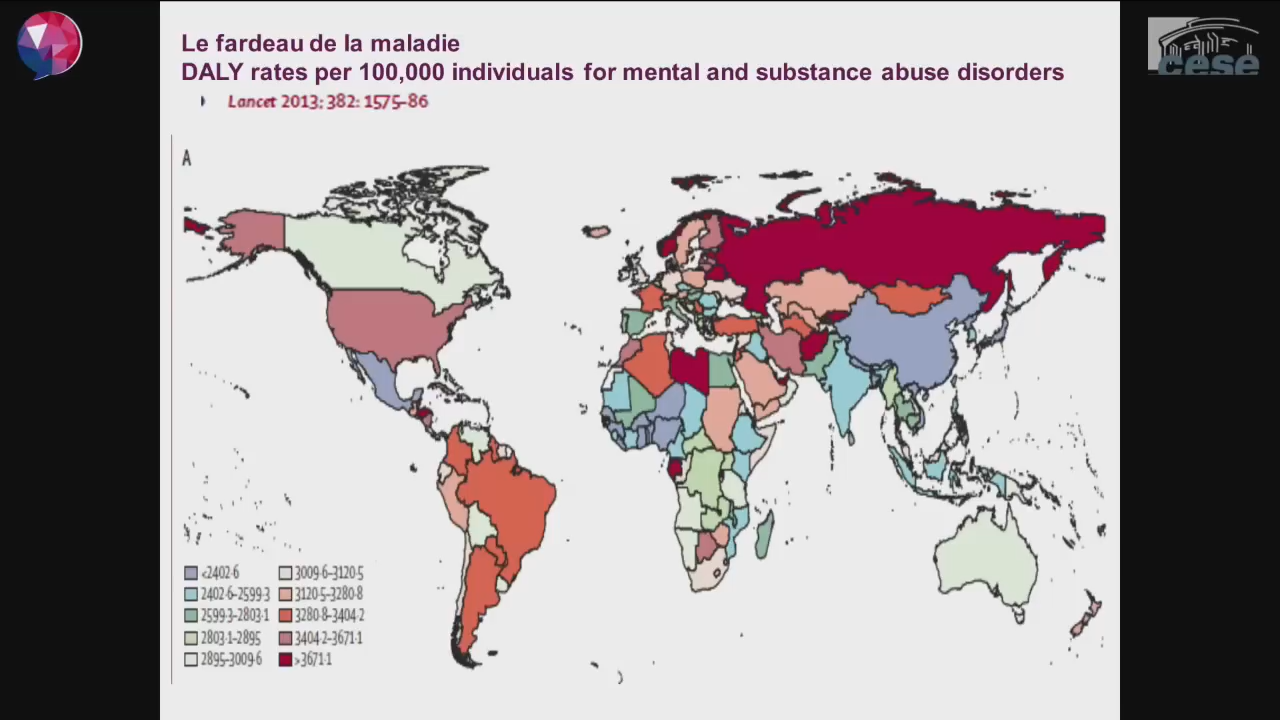 Le fardeau de la maladie
DALY rates per 100,000 individuals for mental and substance abuse disorders
Lancet 2013; 382: 1575–86
cese
A
<2402·6
2402·6–2599·3
2599·3–2803·1
2803·1–2895
2895–3009·6
3009·6–3120·5
3120·5–3280·8
3280·8–3404·2
3404·2–3671·1
>3671·1